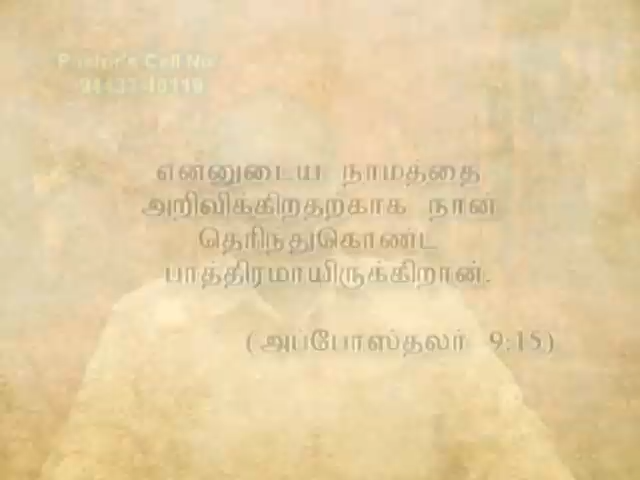 Pastor's Cell No
என்னுடைய நாமத்தை
அறிவிக்கிறதற்காக நான்
தெரிந்துகொண்ட
பாத்திரமாயிருக்கிறான்.
(அப்போஸ்தலர் 9:15)